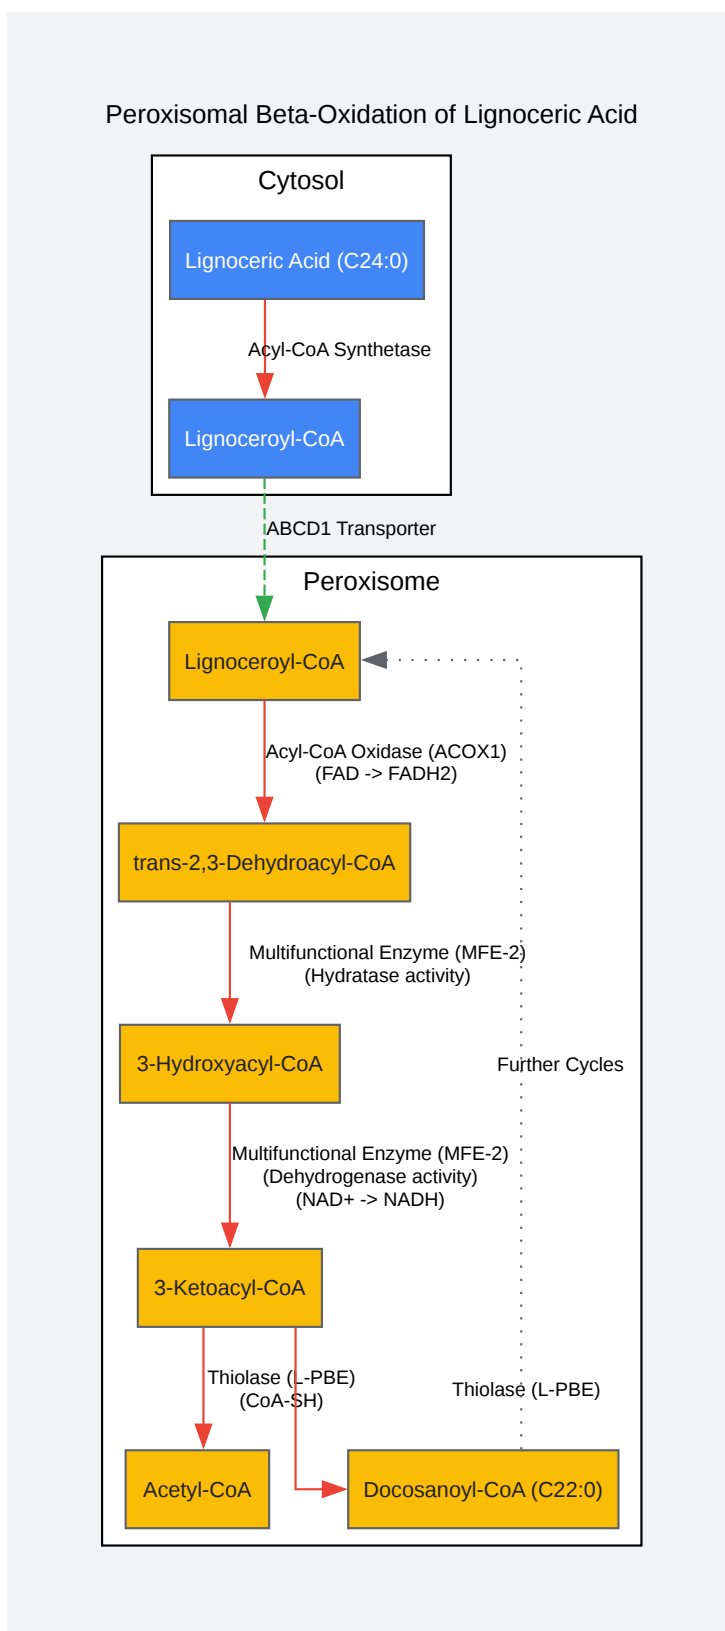 Peroxisomal Beta-Oxidation of Lignoceric Acid
Cytosol
Lignoceric Acid (C24:0)
Acyl-CoA Synthetase
Lignoceroyl-CoA
ABCD1 Transporter
Peroxisome
Lignoceroyl-CoA
Acyl-CoA Oxidase (ACOX1)
(FAD -> FADH2)
trans-2,3-Dehydroacyl-CoA
Multifunctional Enzyme (MFE-2)
(Hydratase activity)
3-Hydroxyacyl-CoA
Further Cycles
Multifunctional Enzyme (MFE-2)
(Dehydrogenase activity)
(NAD+ -> NADH)
3-Ketoacyl-CoA
Thiolase (L-PBE)
(CoA-SH)
Thiolase (L-PBE)
Acetyl-CoA
Docosanoyl-CoA (C22:0)